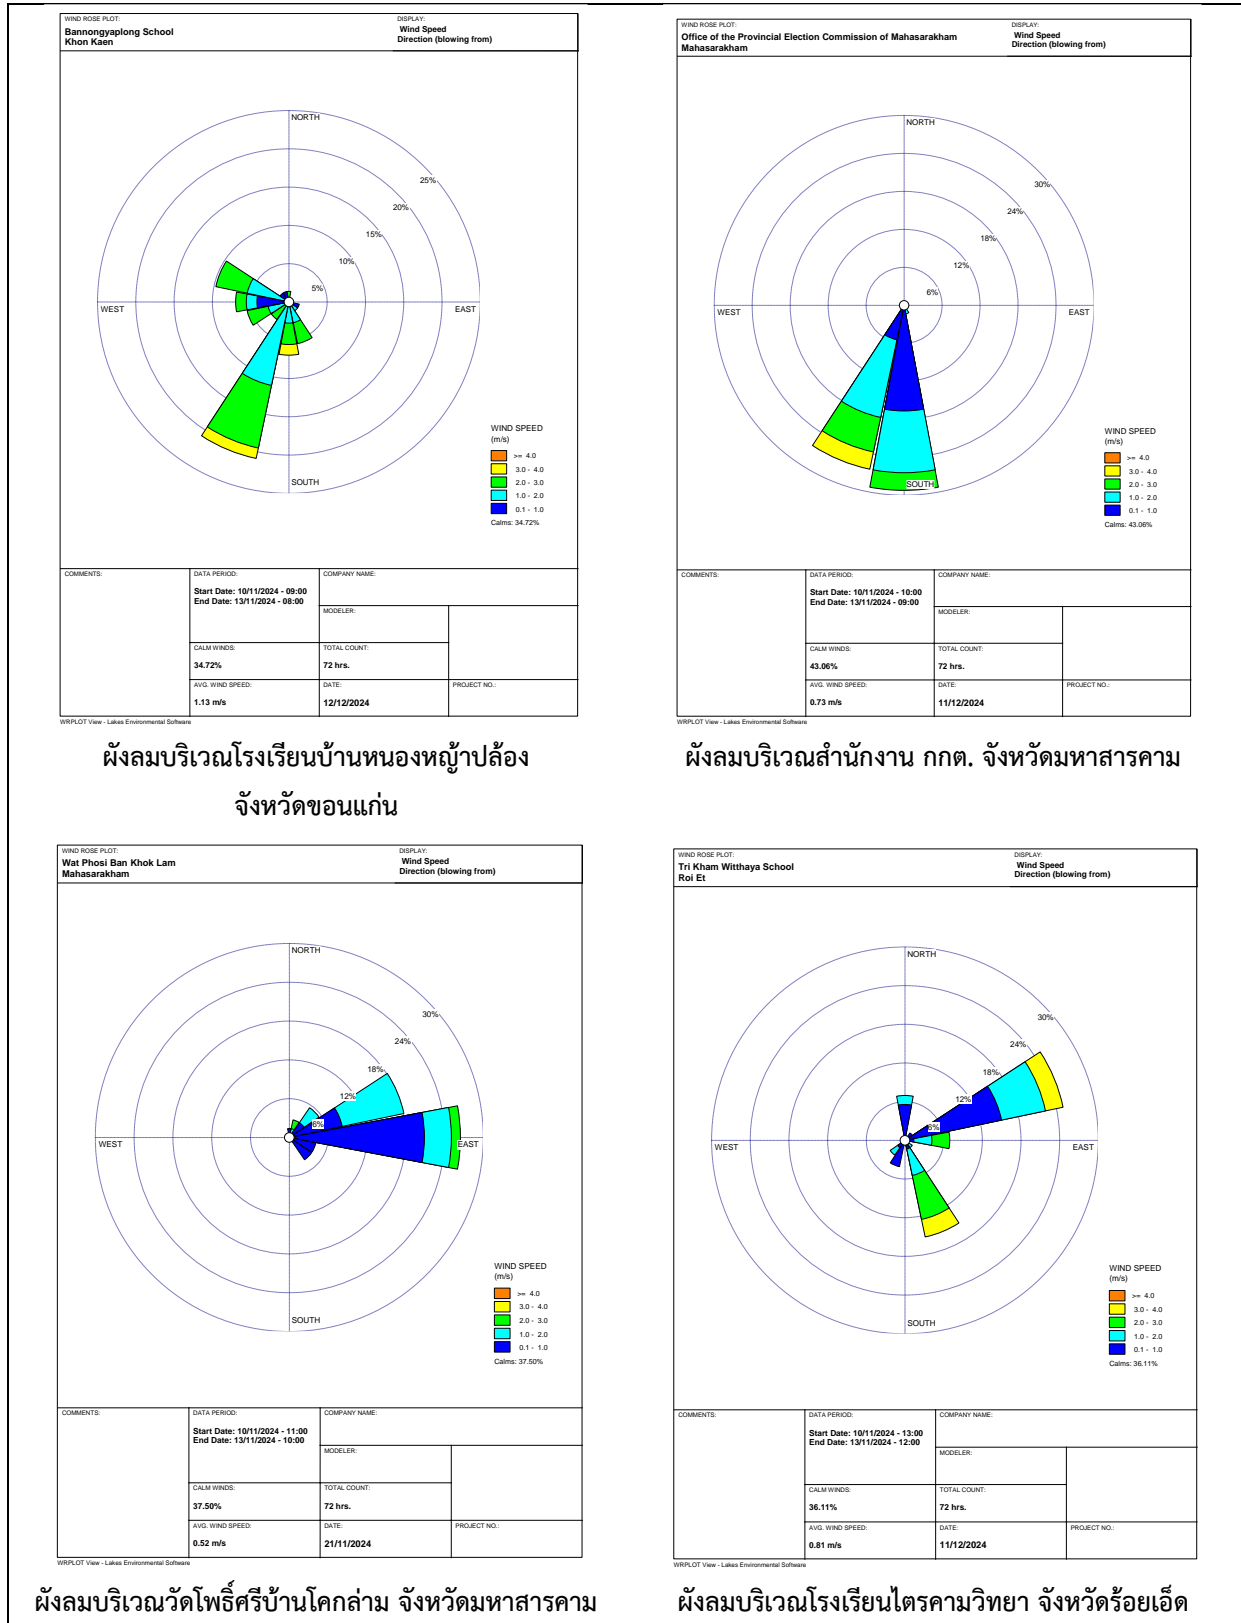 WIND ROSE PLOT:
Bannongyaplong School
Khon Kaen
DISPLAY:
Wind Speed
Direction (blowing from)
NORTH
25%
20%
15%
10%
5%
WEST
EAST
SOUTH
WIND SPEED
(m/s)
>= 4.0
3.0 - 4.0
2.0 - 3.0
1.0 - 2.0
0.1 - 1.0
Calms: 34.72%
COMMENTS:
DATA PERIOD:
Start Date: 10/11/2024 - 09:00
End Date: 13/11/2024 - 08:00
COMPANY NAME:
MODELER:
CALM WINDS:
34.72%
TOTAL COUNT:
72 hrs.
AVG. WIND SPEED:
1.13 m/s
DATE:
12/12/2024
PROJECT NO.:
WRPLOT View - Lakes Environmental Software
ผังลมบริเวณโรงเรียนบ้านหนองหญ้าปล้อง
จังหวัดขอนแก่น
WIND ROSE PLOT:
Office of the Provincial Election Commission of Mahasarakham
Mahasarakham
DISPLAY:
Wind Speed
Direction (blowing from)
NORTH
30%
24%
18%
12%
6%
WEST
EAST
SOUTH
WIND SPEED
(m/s)
>= 4.0
3.0 - 4.0
2.0 - 3.0
1.0 - 2.0
0.1 - 1.0
Calms: 43.06%
COMMENTS:
DATA PERIOD:
Start Date: 10/11/2024 - 10:00
End Date: 13/11/2024 - 09:00
COMPANY NAME:
MODELER:
CALM WINDS:
43.06%
TOTAL COUNT:
72 hrs.
AVG. WIND SPEED:
0.73 m/s
DATE:
11/12/2024
PROJECT NO.:
WRPLOT View - Lakes Environmental Software
ผังลมบริเวณสำนักงาน กกต. จังหวัดมหาสารคาม
WIND ROSE PLOT:
Wat Phosi Ban Khok Lam
Mahasarakham
DISPLAY:
Wind Speed
Direction (blowing from)
NORTH
30%
24%
18%
12%
6%
WEST
EAST
SOUTH
WIND SPEED
(m/s)
>= 4.0
3.0 - 4.0
2.0 - 3.0
1.0 - 2.0
0.1 - 1.0
Calms: 37.50%
COMMENTS:
DATA PERIOD:
Start Date: 10/11/2024 - 11:00
End Date: 13/11/2024 - 10:00
COMPANY NAME:
MODELER:
CALM WINDS:
37.50%
TOTAL COUNT:
72 hrs.
AVG. WIND SPEED:
0.52 m/s
DATE:
21/11/2024
PROJECT NO.:
WRPLOT View - Lakes Environmental Software
ผังลมบริเวณวัดโพธิ์ศรีบ้านโคกล่าม จังหวัดมหาสารคาม
WIND ROSE PLOT:
Tri Kham Witthaya School
Roi Et
DISPLAY:
Wind Speed
Direction (blowing from)
NORTH
30%
24%
18%
12%
6%
WEST
EAST
SOUTH
WIND SPEED
(m/s)
>= 4.0
3.0 - 4.0
2.0 - 3.0
1.0 - 2.0
0.1 - 1.0
Calms: 36.11%
COMMENTS:
DATA PERIOD:
Start Date: 10/11/2024 - 13:00
End Date: 13/11/2024 - 12:00
COMPANY NAME:
MODELER:
CALM WINDS:
36.11%
TOTAL COUNT:
72 hrs.
AVG. WIND SPEED:
0.81 m/s
DATE:
11/12/2024
PROJECT NO.:
WRPLOT View - Lakes Environmental Software
ผังลมบริเวณโรงเรียนไตรคามวิทยา จังหวัดร้อยเอ็ด